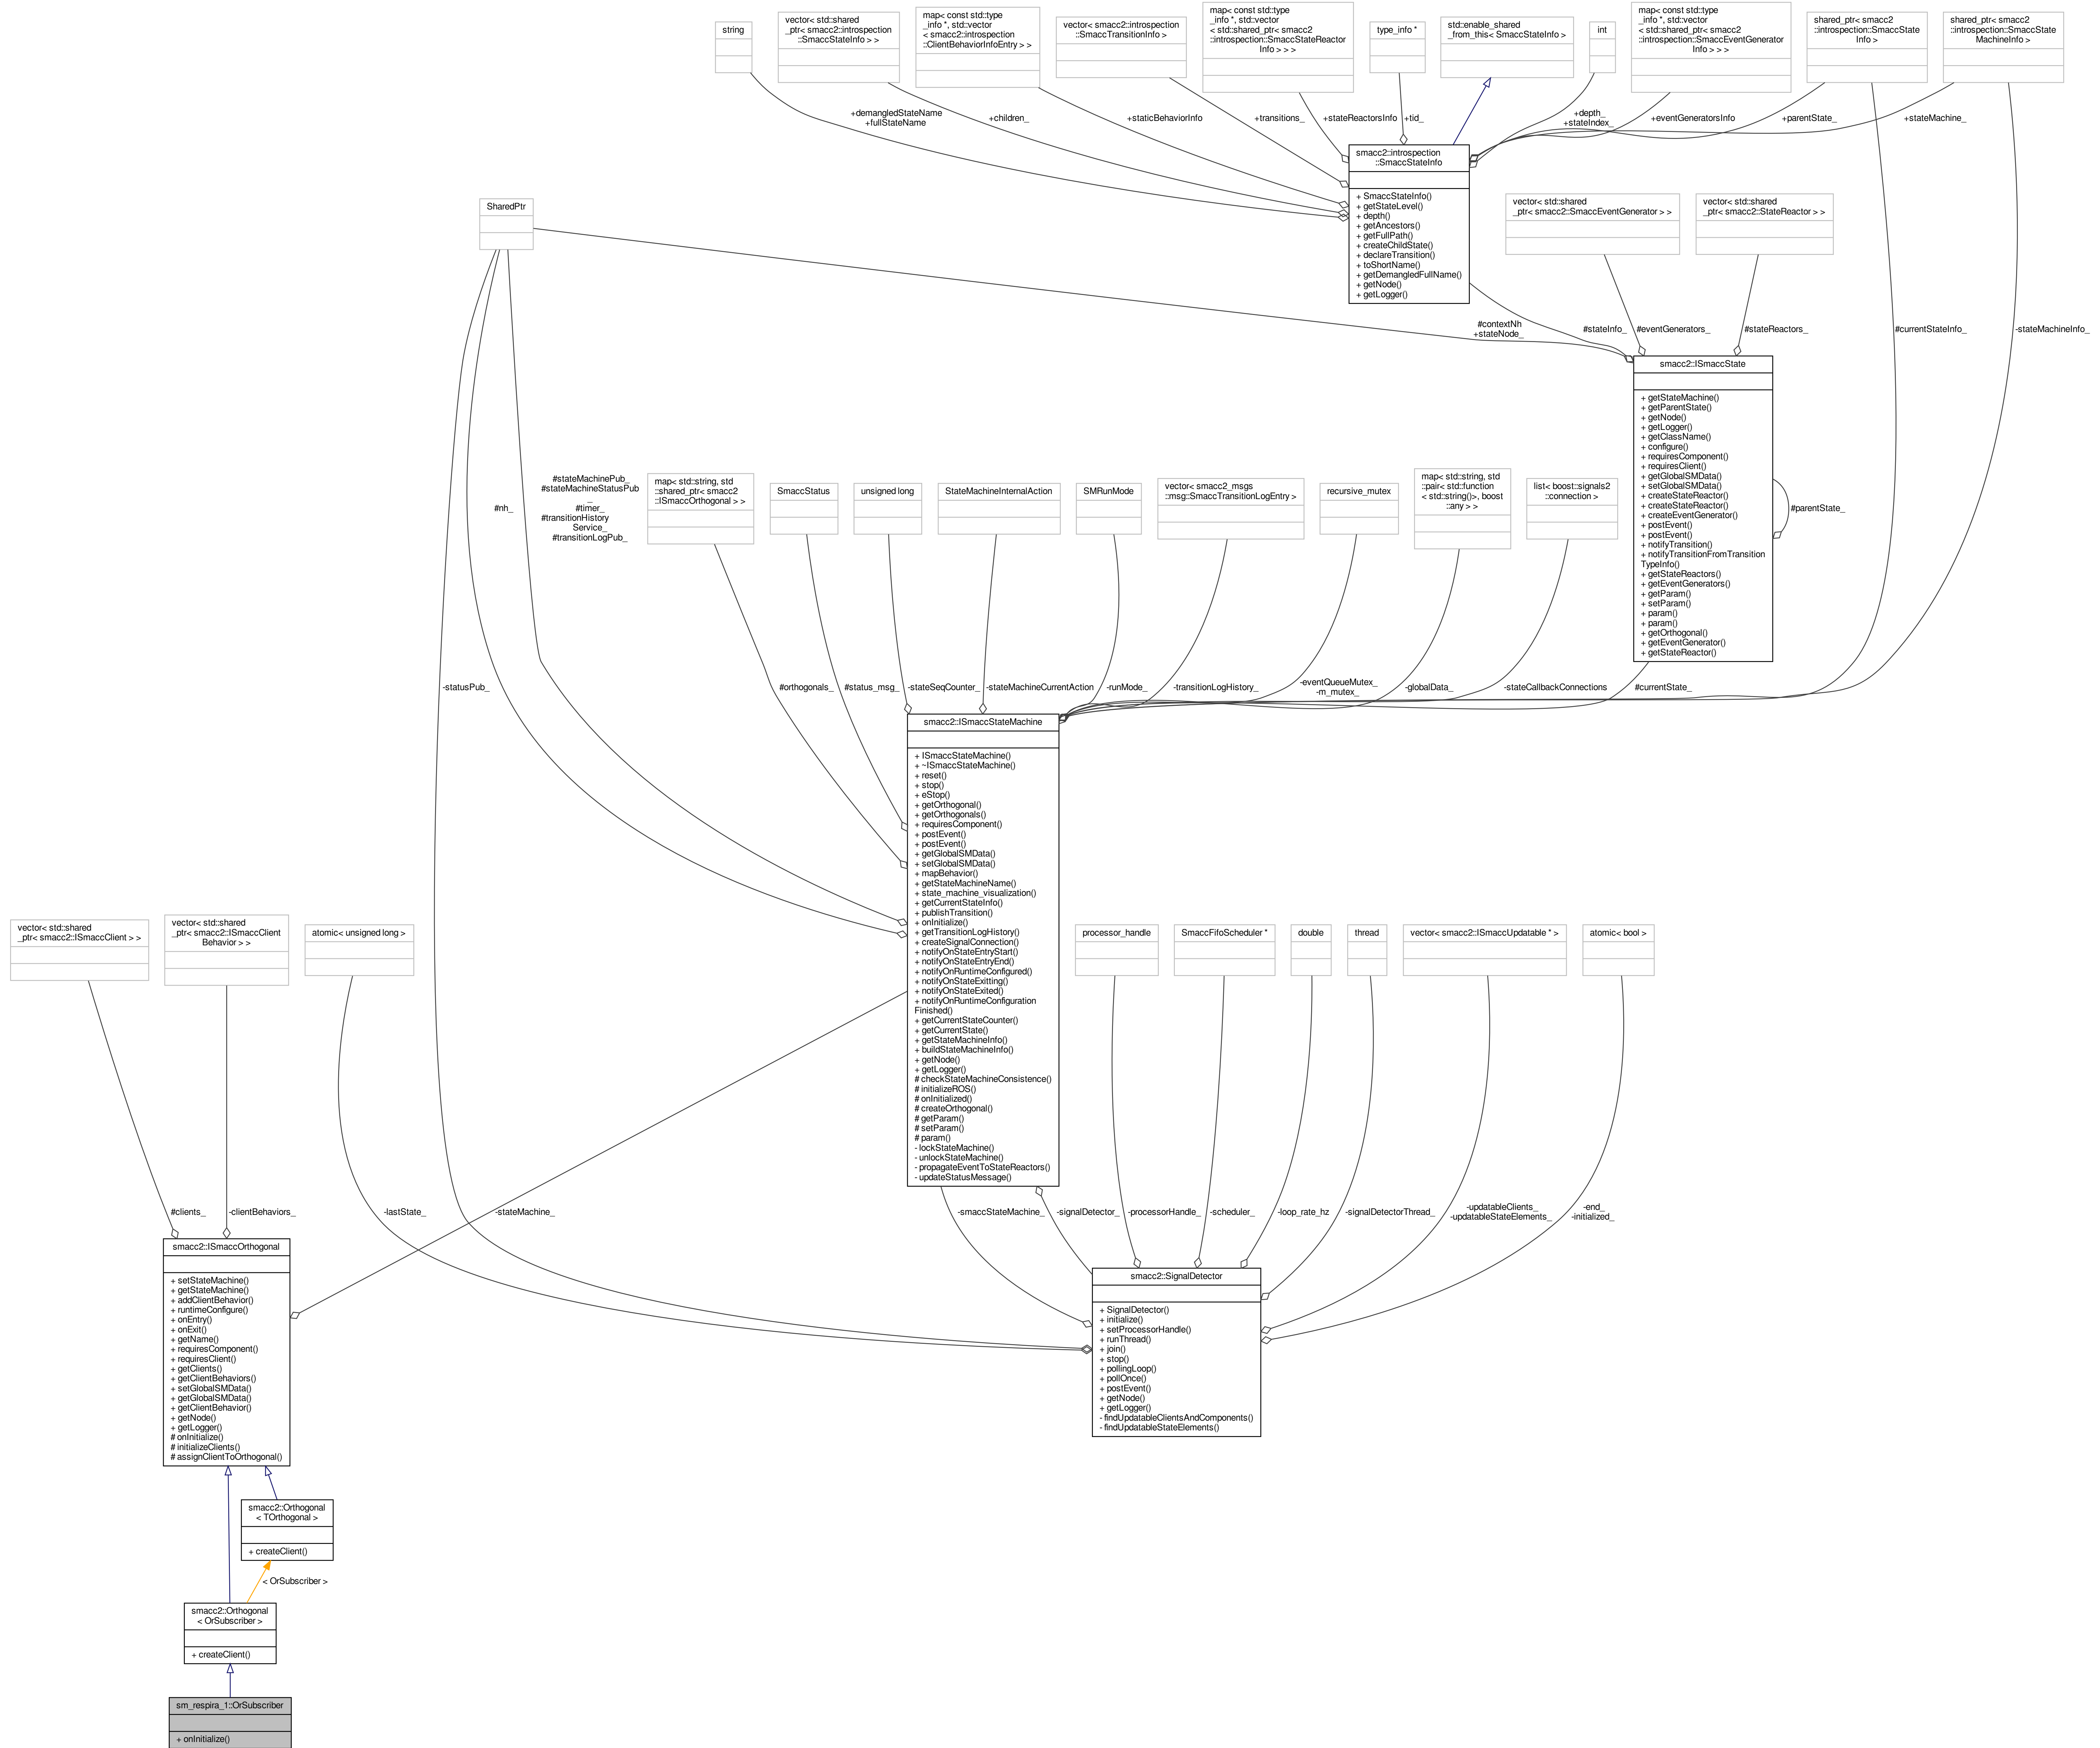 string
vector< std::shared
_ptr< smacc2::introspection
::SmaccStateInfo > >
map< const std::type
_info *, std::vector
< smacc2::introspection
::ClientBehaviorInfoEntry > >
vector< smacc2::introspection
::SmaccTransitionInfo >
map< const std::type
_info *, std::vector
< std::shared_ptr< smacc2
::introspection::SmaccStateReactor
Info > > >
type_info *
std::enable_shared
_from_this< SmaccStateInfo >
int
map< const std::type
_info *, std::vector
< std::shared_ptr< smacc2
::introspection::SmaccEventGenerator
Info > > >
shared_ptr< smacc2
::introspection::SmaccState
Info >
shared_ptr< smacc2
::introspection::SmaccState
MachineInfo >
+demangledStateName
+fullStateName
+children_
+staticBehaviorInfo
+transitions_
+stateReactorsInfo
+tid_
+depth_
+stateIndex_
+eventGeneratorsInfo
+parentState_
+stateMachine_
smacc2::introspection
::SmaccStateInfo
+ SmaccStateInfo()
+ getStateLevel()
+ depth()
+ getAncestors()
+ getFullPath()
+ createChildState()
+ declareTransition()
+ toShortName()
+ getDemangledFullName()
+ getNode()
+ getLogger()
SharedPtr
vector< std::shared
_ptr< smacc2::SmaccEventGenerator > >
vector< std::shared
_ptr< smacc2::StateReactor > >
#contextNh
+stateNode_
#stateInfo_
#eventGenerators_
#stateReactors_
#currentStateInfo_
-stateMachineInfo_
smacc2::ISmaccState
+ getStateMachine()
+ getParentState()
+ getNode()
+ getLogger()
+ getClassName()
+ configure()
+ requiresComponent()
+ requiresClient()
+ getGlobalSMData()
+ setGlobalSMData()
+ createStateReactor()
+ createStateReactor()
+ createEventGenerator()
+ postEvent()
+ postEvent()
+ notifyTransition()
+ notifyTransitionFromTransition
TypeInfo()
+ getStateReactors()
+ getEventGenerators()
+ getParam()
+ setParam()
+ param()
+ param()
+ getOrthogonal()
+ getEventGenerator()
+ getStateReactor()
#parentState_
#nh_
#stateMachinePub_
#stateMachineStatusPub
_
#timer_
#transitionHistory
Service_
#transitionLogPub_
map< std::string, std
::shared_ptr< smacc2
::ISmaccOrthogonal > >
SmaccStatus
unsigned long
StateMachineInternalAction
SMRunMode
vector< smacc2_msgs
::msg::SmaccTransitionLogEntry >
recursive_mutex
map< std::string, std
::pair< std::function
< std::string()>, boost
::any > >
list< boost::signals2
::connection >
-statusPub_
#orthogonals_
#status_msg_
-stateSeqCounter_
-stateMachineCurrentAction
-runMode_
-transitionLogHistory_
-eventQueueMutex_
-m_mutex_
-globalData_
-stateCallbackConnections
#currentState_
smacc2::ISmaccStateMachine
+ ISmaccStateMachine()
+ ~ISmaccStateMachine()
+ reset()
+ stop()
+ eStop()
+ getOrthogonal()
+ getOrthogonals()
+ requiresComponent()
+ postEvent()
+ postEvent()
+ getGlobalSMData()
+ setGlobalSMData()
+ mapBehavior()
+ getStateMachineName()
+ state_machine_visualization()
+ getCurrentStateInfo()
+ publishTransition()
+ onInitialize()
+ getTransitionLogHistory()
+ createSignalConnection()
+ notifyOnStateEntryStart()
+ notifyOnStateEntryEnd()
+ notifyOnRuntimeConfigured()
+ notifyOnStateExitting()
+ notifyOnStateExited()
+ notifyOnRuntimeConfiguration
Finished()
+ getCurrentStateCounter()
+ getCurrentState()
+ getStateMachineInfo()
+ buildStateMachineInfo()
+ getNode()
+ getLogger()
# checkStateMachineConsistence()
# initializeROS()
# onInitialized()
# createOrthogonal()
# getParam()
# setParam()
# param()
- lockStateMachine()
- unlockStateMachine()
- propagateEventToStateReactors()
- updateStatusMessage()
vector< std::shared
_ptr< smacc2::ISmaccClient > >
vector< std::shared
_ptr< smacc2::ISmaccClient
Behavior > >
atomic< unsigned long >
processor_handle
SmaccFifoScheduler *
double
thread
vector< smacc2::ISmaccUpdatable * >
atomic< bool >
#clients_
-clientBehaviors_
-lastState_
-stateMachine_
-smaccStateMachine_
-signalDetector_
-processorHandle_
-scheduler_
-loop_rate_hz
-signalDetectorThread_
-updatableClients_
-updatableStateElements_
-end_
-initialized_
smacc2::ISmaccOrthogonal
+ setStateMachine()
+ getStateMachine()
+ addClientBehavior()
+ runtimeConfigure()
+ onEntry()
+ onExit()
+ getName()
+ requiresComponent()
+ requiresClient()
+ getClients()
+ getClientBehaviors()
+ setGlobalSMData()
+ getGlobalSMData()
+ getClientBehavior()
+ getNode()
+ getLogger()
# onInitialize()
# initializeClients()
# assignClientToOrthogonal()
smacc2::SignalDetector
+ SignalDetector()
+ initialize()
+ setProcessorHandle()
+ runThread()
+ join()
+ stop()
+ pollingLoop()
+ pollOnce()
+ postEvent()
+ getNode()
+ getLogger()
- findUpdatableClientsAndComponents()
- findUpdatableStateElements()
smacc2::Orthogonal
< TOrthogonal >
+ createClient()
< OrSubscriber >
smacc2::Orthogonal
< OrSubscriber >
+ createClient()
sm_respira_1::OrSubscriber
+ onInitialize()